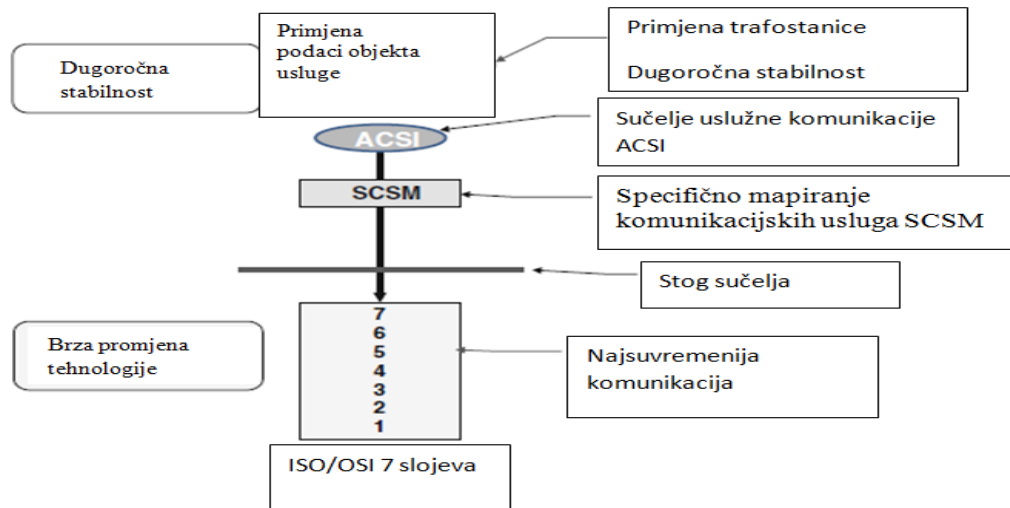 Primjena
podaci objekta
usluge
Primjena trafostanice
Dugoročna stabilnost
Dugoročna
stabilnost
ACSI
Sučelje uslužne komunikacije
ACSI
SCSM
Specifično mapiranje
komunikacijskih usluga SCSM
Stog sučelja
7
6
5
4
3
2
1
Brza promjena
tehnologije
Najsuvremenija
komunikacija
ISO/OSI 7 slojeva